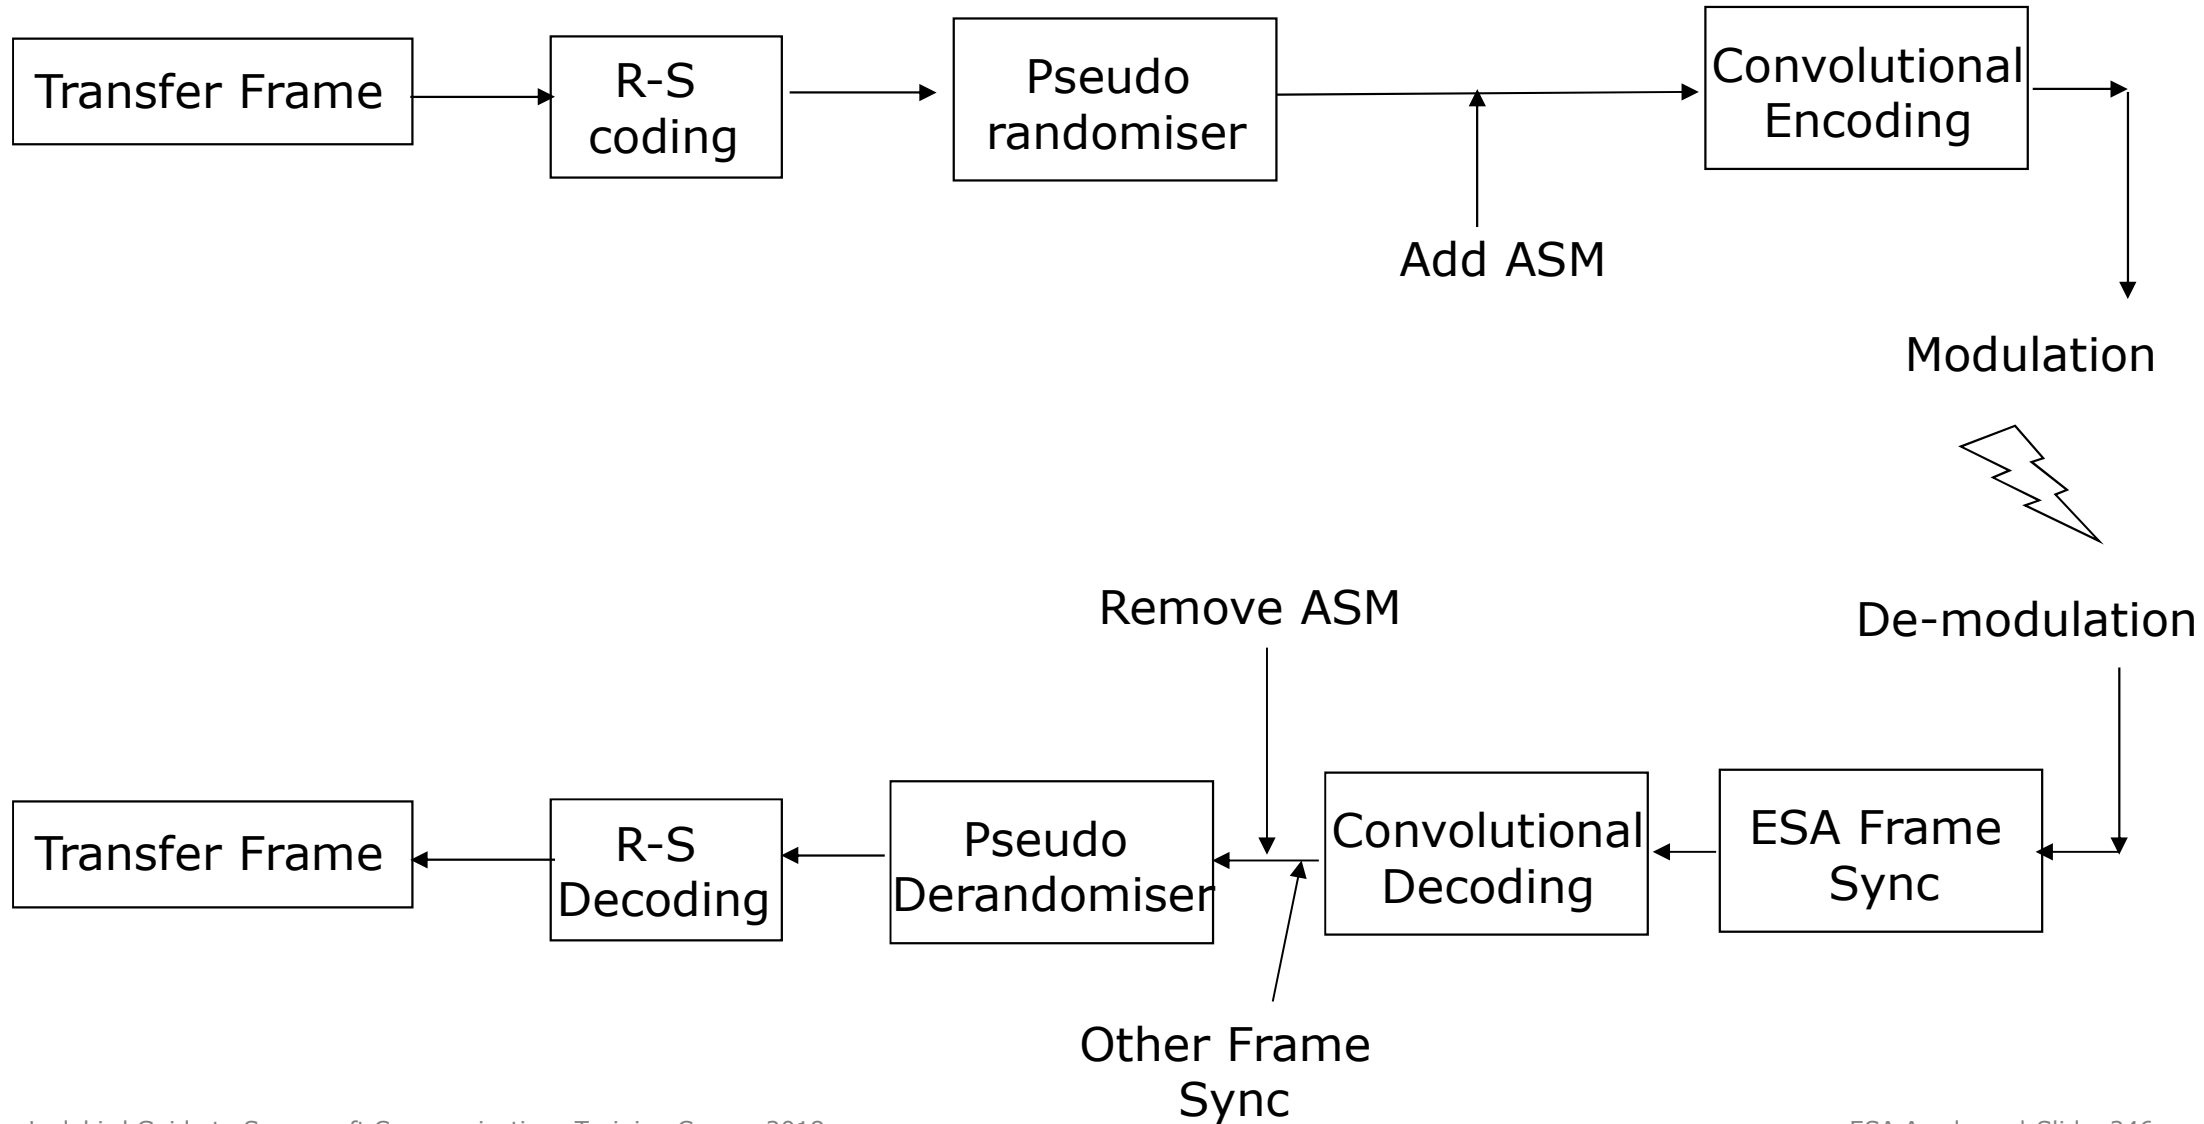 Transfer Frame
R-S
coding
Pseudo
randomiser
Convolutional
Encoding
Add ASM
Modulation
Remove ASM
De-modulation
Transfer Frame
R-S
Decoding
Pseudo
Derandomiser
Convolutional
Decoding
ESA Frame
Sync
Other Frame
Sync